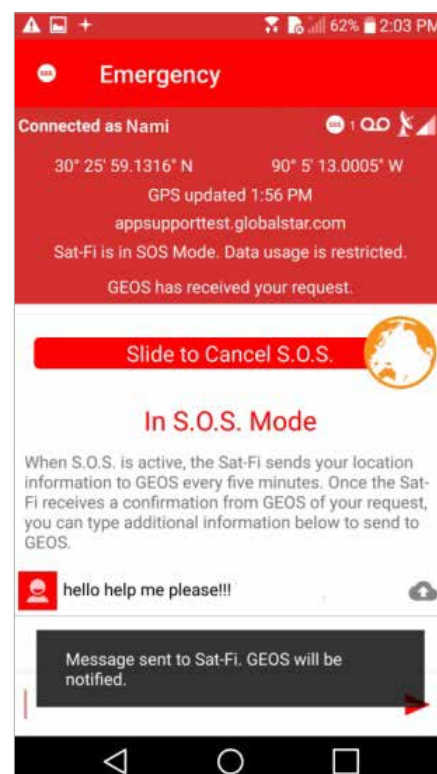 62% 2:03 PM
SOS Emergency
Connected as Nami SOS 1
30° 25' 59.1316" N 90° 5' 13.0005" W
GPS updated 1:56 PM
appsupporttest.globalstar.com
Sat-Fi is in SOS Mode. Data usage is restricted.
GEOS has received your request.
Slide to Cancel S.O.S.
In S.O.S. Mode
When S.O.S. is active, the Sat-Fi sends your location
information to GEOS every five minutes. Once the Sat-
Fi receives a confirmation from GEOS of your request,
you can type additional information below to send to
GEOS.
hello help me please!!!
Message sent to Sat-Fi. GEOS will be
notified.